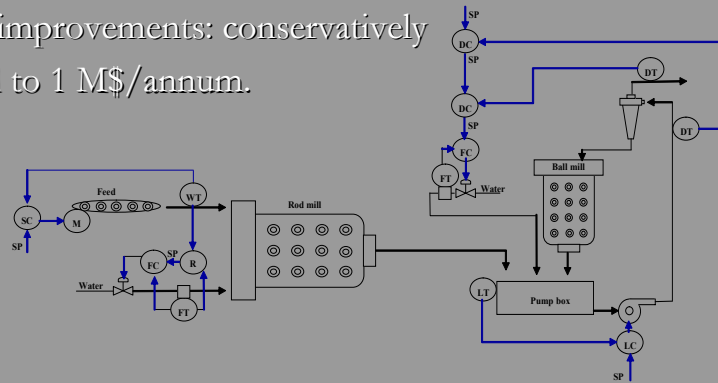 improvements: conservatively
to 1 M$/annum.
SP
DC
SP
DT
DC
SP
DT
FC
FT
Water
Ball mill
Feed
WT
Rod mill
SC
M
SP
SP
FC
R
Water
FT
LT
Pump box
LC
SP